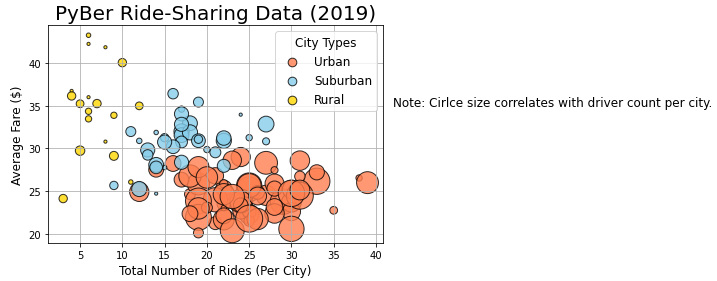 PyBer Ride-Sharing Data (2019)
City Types
Urban
Suburban
Rural
Note: Cirlce size correlates with driver count per city.
Average Fare ($)
40
35
30
25
20
5
10
15
20
25
30
35
40
Total Number of Rides (Per City)